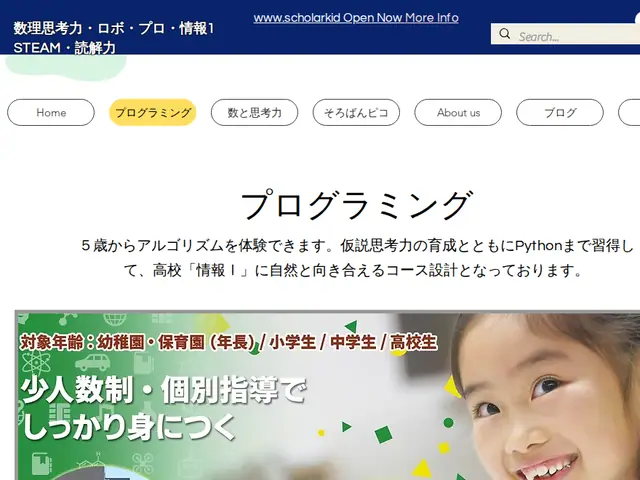 数理思考力・ロボ・プロ・情報1
STEAM・読解力
www.scholarkid Open Now More Info
Search...
Home
プログラミング
数と思考力
そろばんピコ
About us
ブログ
プログラミング
５歳からアルゴリズムを体験できます。仮説思考力の育成とともにPythonまで習得し
て、高校「情報Ⅰ」に自然と向き合えるコース設計となっております。
対象年齢：幼稚園・保育園 (年長) / 小学生 / 中学生 / 高校生
少人数制・個別指導で
しっかり身につく